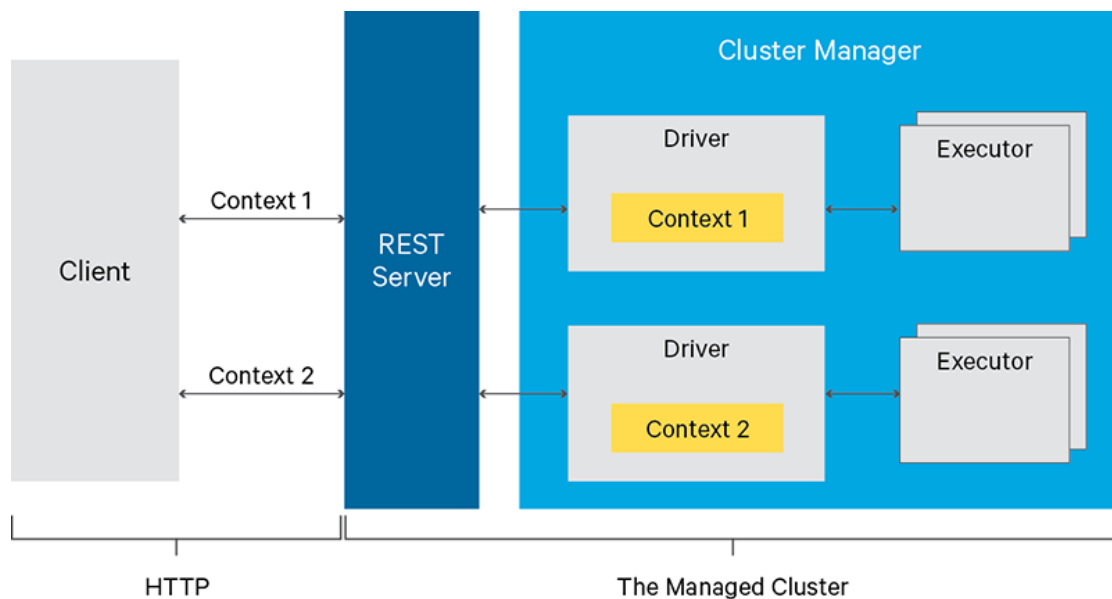 Cluster Manager
Client
Context 1
Context 2
REST
Server
Driver
Context 1
Executor
Driver
Context 2
Executor
HTTP
The Managed Cluster